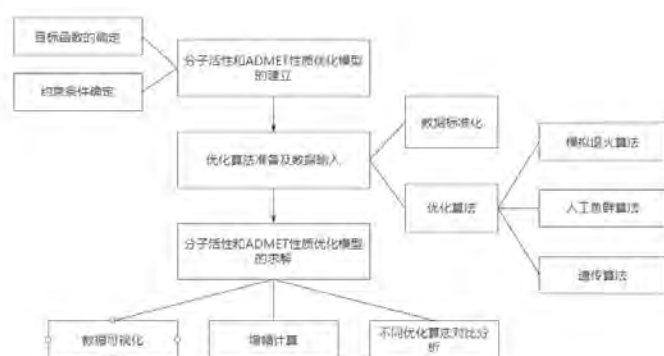 目标函数的确定
分子活性和ADMET性质优化模型
的建立
约束条件确定
数据标准化
模拟退火算法
优化算法准备及数据输入
优化算法
人工鱼群算法
分子活性和ADMET性质优化模型
的求解
遗传算法
数据可视化
增幅计算
不同优化算法对比分
析